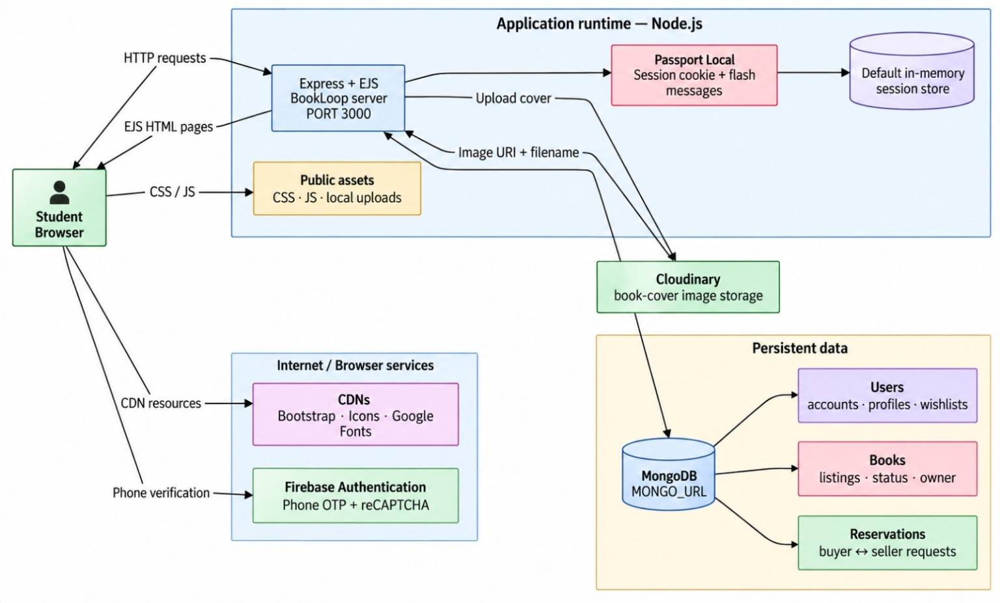 Application runtime — Node.js
HTTP requests
Express + EJS
BookLoop server
PORT 3000
Passport Local
Session cookie + flash
messages
Default in-memory
session store
Upload cover
EJS HTML pages
Image URI + filename
Public assets
CSS · JS · local uploads
CSS / JS
Student
Browser
Cloudinary
book-cover image storage
Internet / Browser services
CDN resources
CDNs
Bootstrap · Icons · Google
Fonts
Phone verification
Firebase Authentication
Phone OTP + reCAPTCHA
Persistent data
MongoDB
MONGO_URL
Users
accounts · profiles · wishlists
Books
listings · status · owner
Reservations
buyer ↔ seller requests